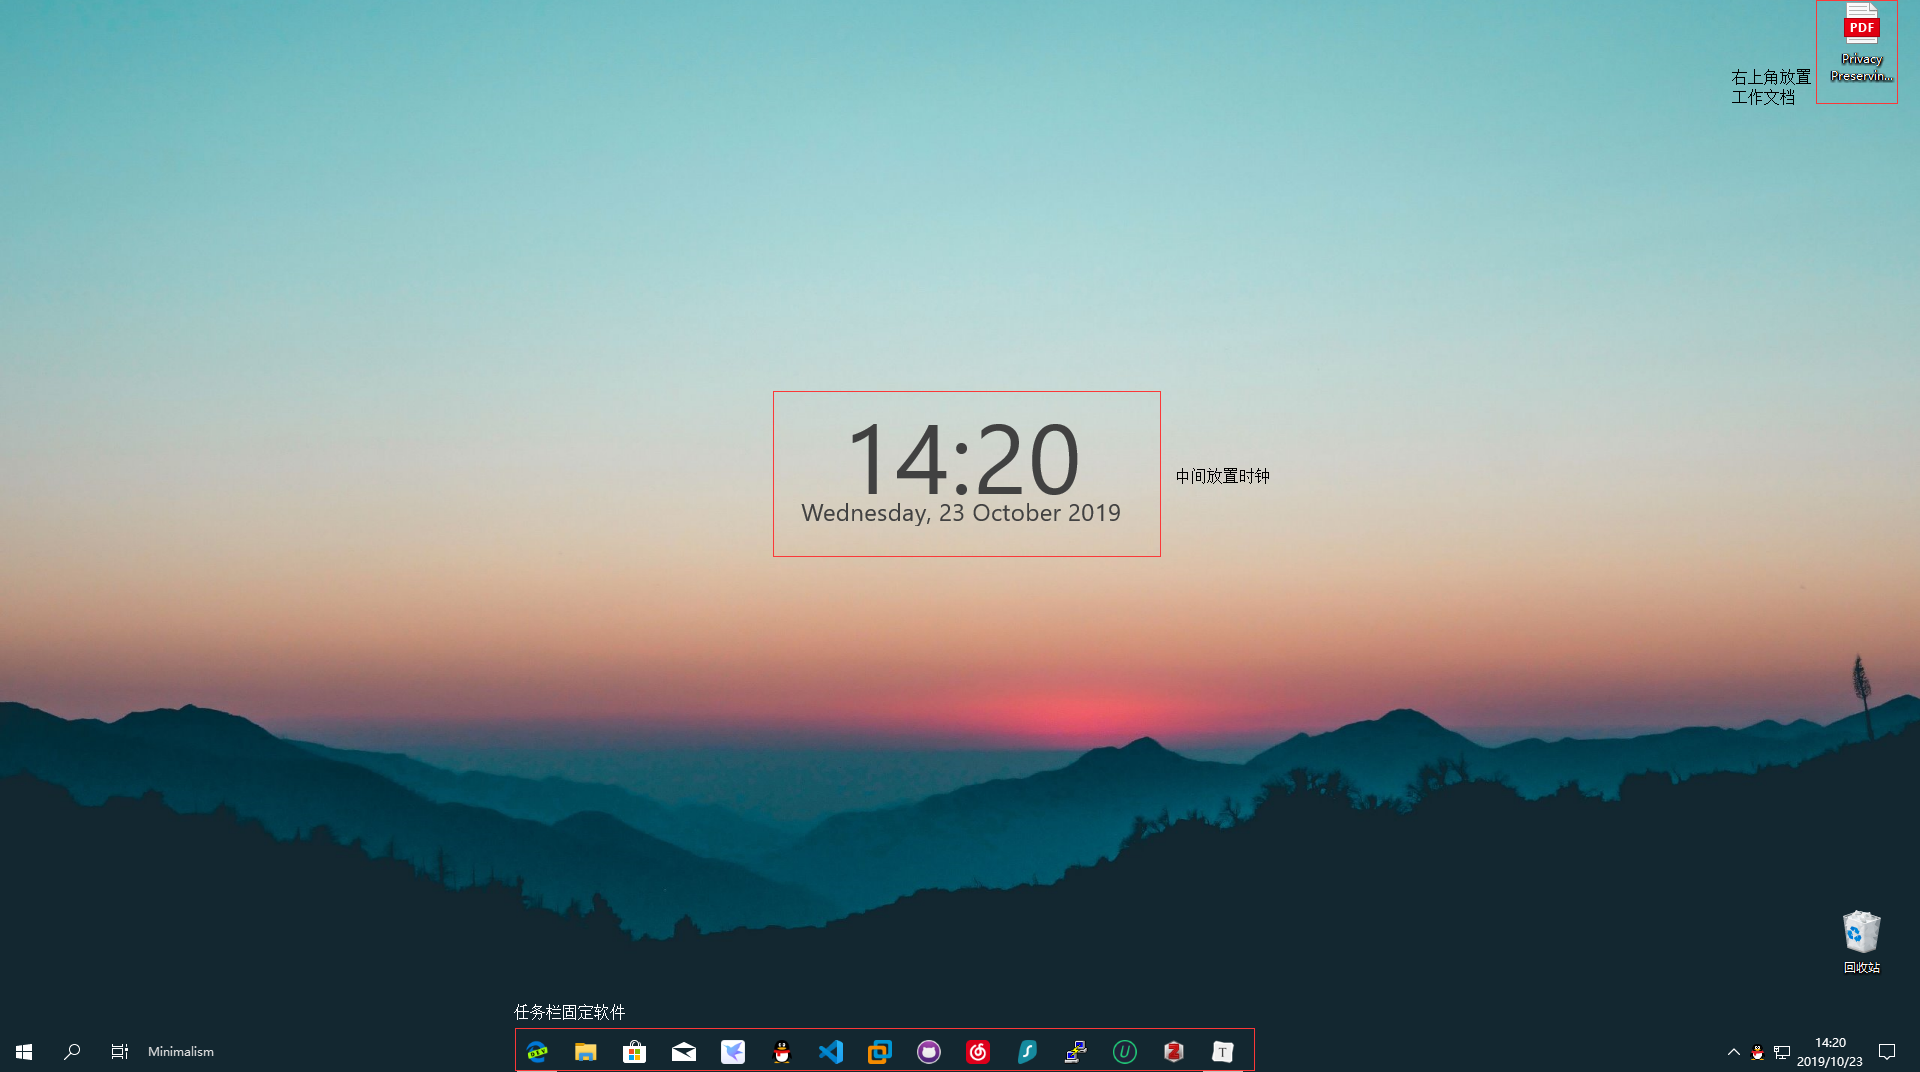 PDF
Privacy
Preservin...
右上角放置
工作文档
14:20
Wednesday, 23 October 2019
中间放置时钟
回收站
任务栏固定软件
Minimalism
DEV
U
Z
T
14:20
2019/10/23